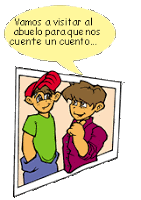 Vamos a visitar al
abuelo para que nos
cuente un cuento...